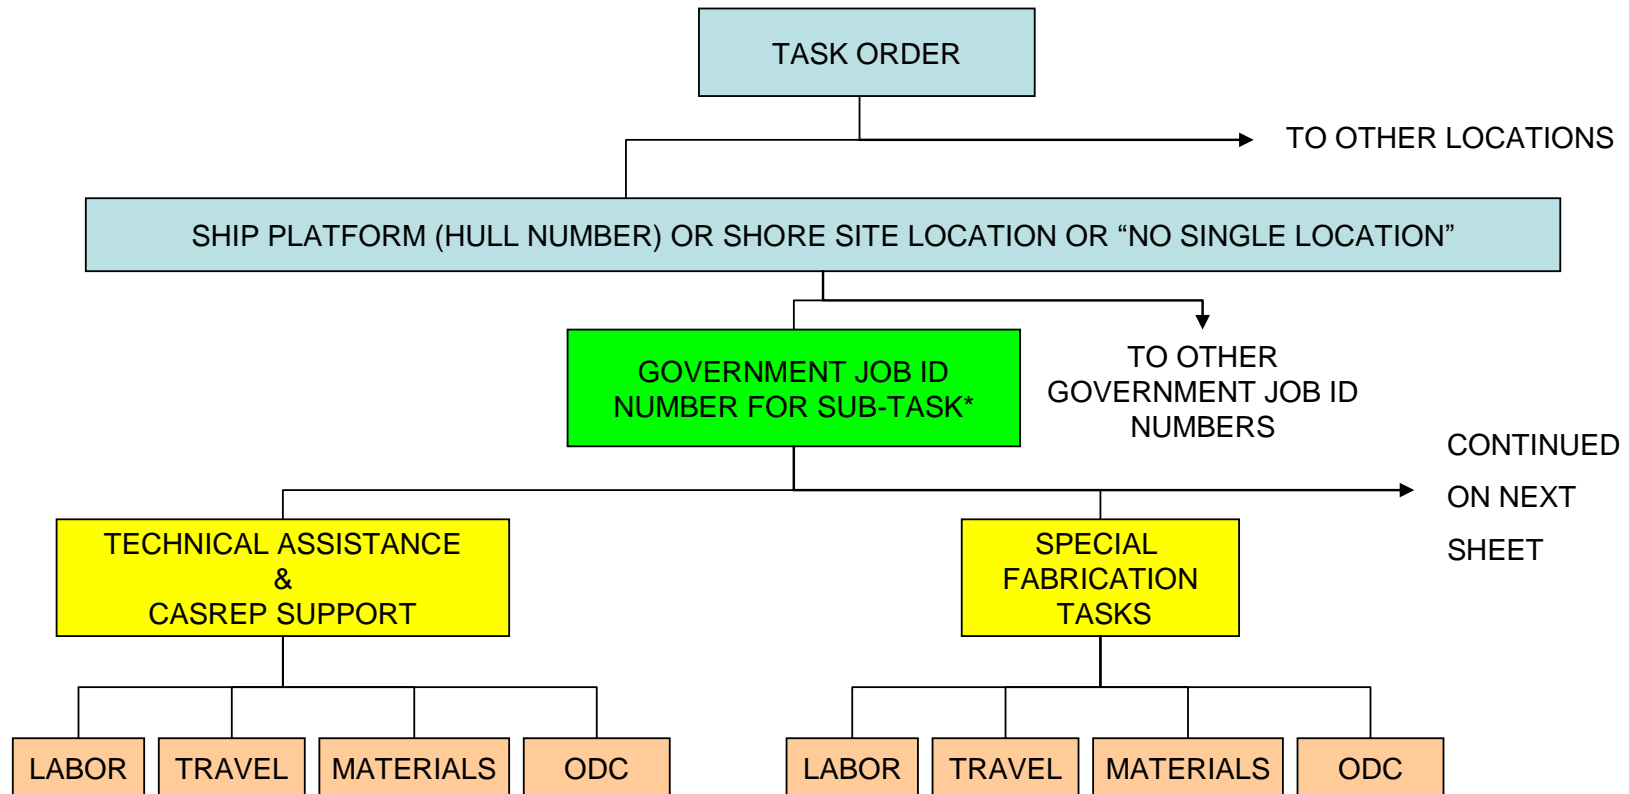 TASK ORDER
TO OTHER LOCATIONS
SHIP PLATFORM (HULL NUMBER) OR SHORE SITE LOCATION OR “NO SINGLE LOCATION”
GOVERNMENT JOB ID
NUMBER FOR SUB-TASK*
TO OTHER
GOVERNMENT JOB ID
NUMBERS
CONTINUED
ON NEXT
SHEET
TECHNICAL ASSISTANCE
&
CASREP SUPPORT
SPECIAL
FABRICATION
TASKS
LABOR
TRAVEL
MATERIALS
ODC
LABOR
TRAVEL
MATERIALS
ODC